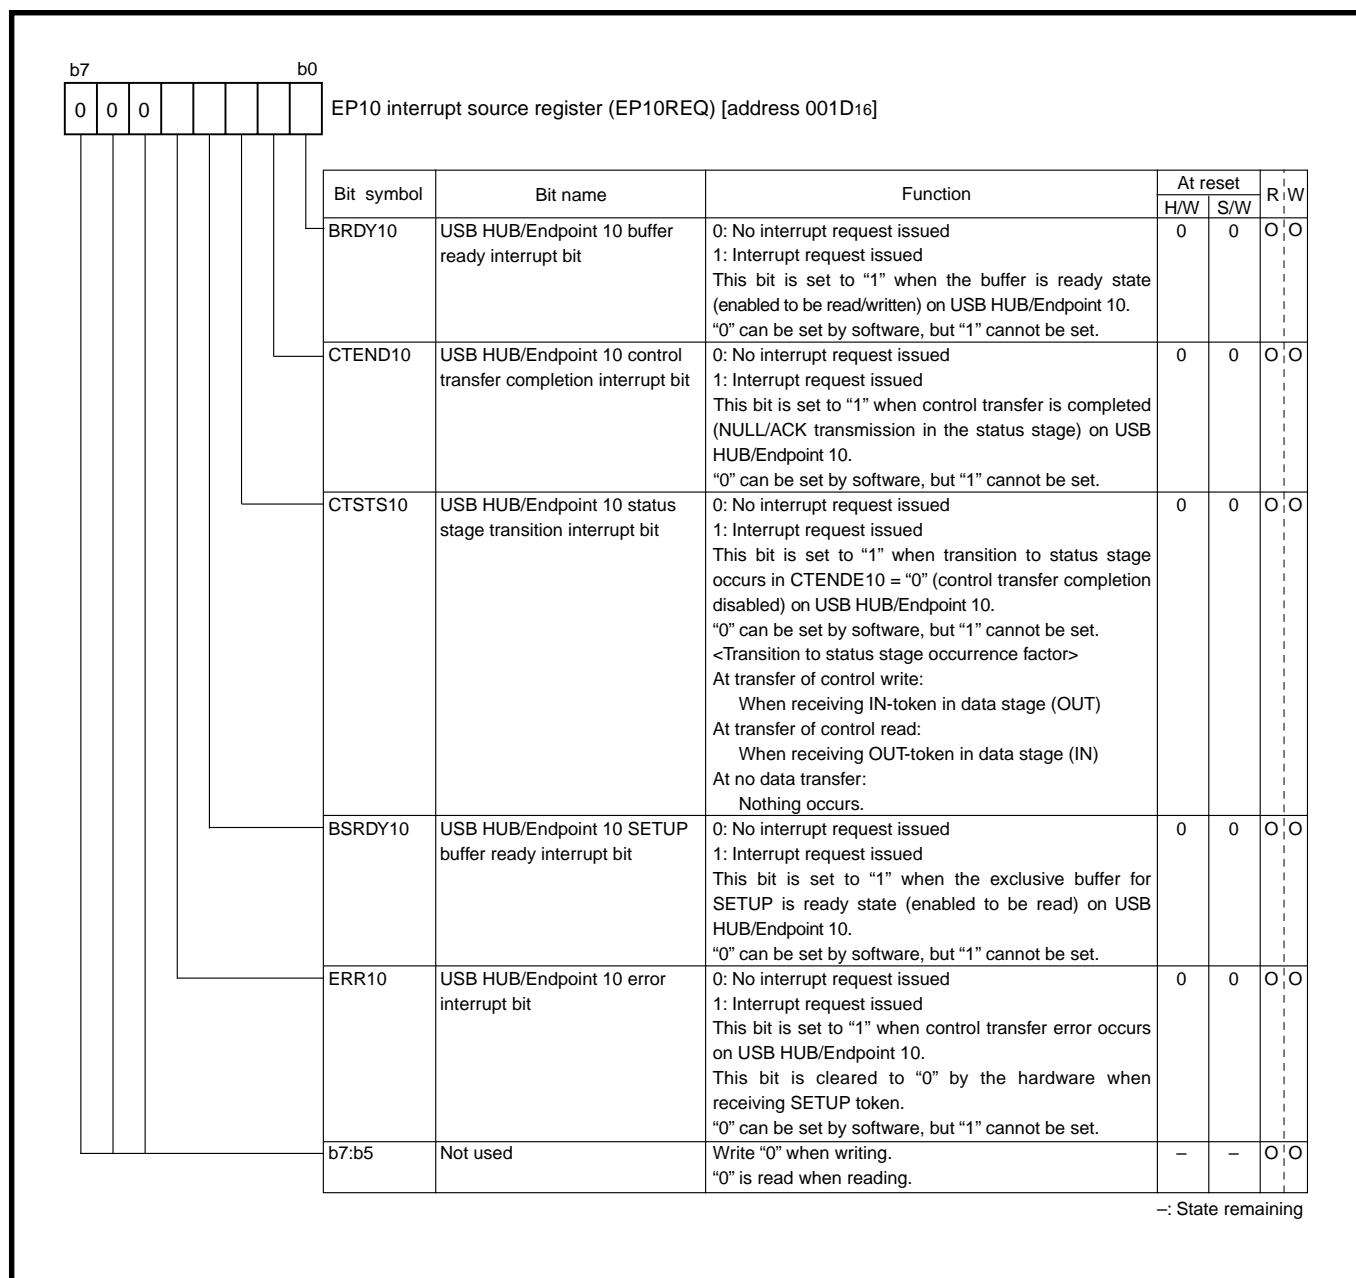 b7 b0
0 0 0 EP10 interrupt source register (EP10REQ) [address 001D16]
Bit symbol Bit name Function At reset R W
H/W S/W
BRDY10 USB HUB/Endpoint 10 buffer 0: No interrupt request issued 0 0 O O
ready interrupt bit 1: Interrupt request issued
This bit is set to “1” when the buffer is ready state
(enabled to be read/written) on USB HUB/Endpoint 10.
“0” can be set by software, but “1” cannot be set.
CTEND10 USB HUB/Endpoint 10 control 0: No interrupt request issued 0 0 O O
transfer completion interrupt bit 1: Interrupt request issued
This bit is set to “1” when control transfer is completed
(NULL/ACK transmission in the status stage) on USB
HUB/Endpoint 10.
“0” can be set by software, but “1” cannot be set.
CTSTS10 USB HUB/Endpoint 10 status 0: No interrupt request issued 0 0 O O
stage transition interrupt bit 1: Interrupt request issued
This bit is set to “1” when transition to status stage
occurs in CTENDE10 = “0” (control transfer completion
disabled) on USB HUB/Endpoint 10.
“0” can be set by software, but “1” cannot be set.
<Transition to status stage occurrence factor>
At transfer of control write:
When receiving IN-token in data stage (OUT)
At transfer of control read:
When receiving OUT-token in data stage (IN)
At no data transfer:
Nothing occurs.
BSRDY10 USB HUB/Endpoint 10 SETUP 0: No interrupt request issued 0 0 O O
buffer ready interrupt bit 1: Interrupt request issued
This bit is set to “1” when the exclusive buffer for
SETUP is ready state (enabled to be read) on USB
HUB/Endpoint 10.
“0” can be set by software, but “1” cannot be set.
ERR10 USB HUB/Endpoint 10 error 0: No interrupt request issued 0 0 O O
interrupt bit 1: Interrupt request issued
This bit is set to “1” when control transfer error occurs
on USB HUB/Endpoint 10.
This bit is cleared to “0” by the hardware when
receiving SETUP token.
“0” can be set by software, but “1” cannot be set.
b7:b5 Not used Write “0” when writing. – – O O
“0” is read when reading.
–: State remaining